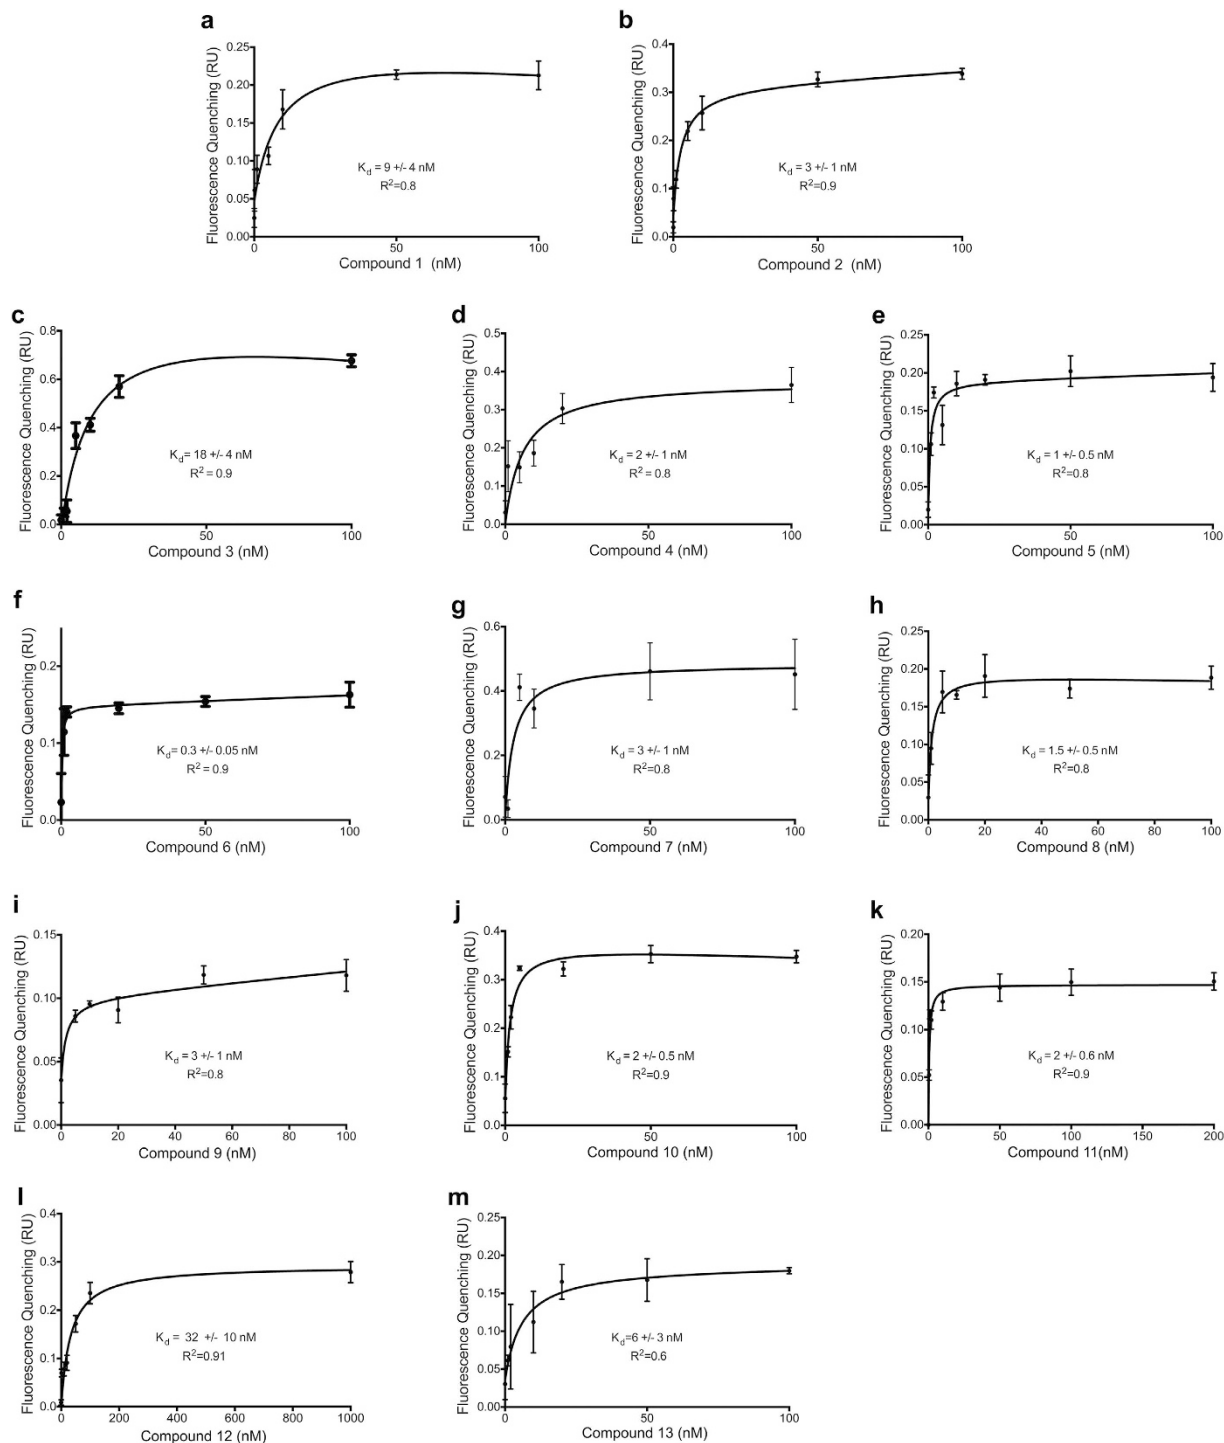 a
Fluorescence Quenching (RU)
0.25
0.20
0.15
0.10
0.05
0.00
Kd = 9 +/- 4 nM
R2=0.8
0 50 100
Compound 1 (nM)
b
Fluorescence Quenching (RU)
0.4
0.3
0.2
0.1
0.0
Kd = 3 +/- 1 nM
R2=0.9
0 50 100
Compound 2 (nM)
c
Fluorescence Quenching (RU)
0.8
0.6
0.4
0.2
0.0
Kd = 18 +/- 4 nM
R2 = 0.9
0 50 100
Compound 3 (nM)
d
Fluorescence Quenching (RU)
0.5
0.4
0.3
0.2
0.1
0.0
Kd = 2 +/- 1 nM
R2 = 0.8
0 50 100
Compound 4 (nM)
e
Fluorescence Quenching (RU)
0.25
0.20
0.15
0.10
0.05
0.00
Kd = 1 +/- 0.5 nM
R2=0.8
0 50 100
Compound 5 (nM)
f
Fluorescence Quenching (RU)
0.2
0.1
0.0
Kd = 0.3 +/- 0.05 nM
R2 = 0.9
0 50 100
Compound 6 (nM)
g
Fluorescence Quenching (RU)
0.6
0.4
0.2
0.0
Kd = 3 +/- 1 nM
R2=0.8
0 50 100
Compound 7 (nM)
h
Fluorescence Quenching (RU)
0.25
0.20
0.15
0.10
0.05
0.00
Kd = 1.5 +/- 0.5 nM
R2=0.8
0 20 40 60 80 100
Compound 8 (nM)
i
Fluorescence Quenching (RU)
0.15
0.10
0.05
0.00
Kd = 3 +/- 1 nM
R2=0.8
0 20 40 60 80 100
Compound 9 (nM)
j
Fluorescence Quenching (RU)
0.4
0.3
0.2
0.1
0.0
Kd = 2 +/- 0.5 nM
R2=0.9
0 50 100
Compound 10 (nM)
k
Fluorescence Quenching (RU)
0.20
0.15
0.10
0.05
0.00
Kd = 2 +/- 0.6 nM
R2=0.9
0 50 100 150 200
Compound 11(nM)
l
Fluorescence Quenching (RU)
0.4
0.3
0.2
0.1
0.0
Kd = 32 +/- 10 nM
R2=0.91
0 200 400 600 800 1000
Compound 12 (nM)
m
Fluorescence Quenching (RU)
0.25
0.20
0.15
0.10
0.05
0.00
Kd=6 +/- 3 nM
R2=0.6
0 50 100
Compound 13 (nM)